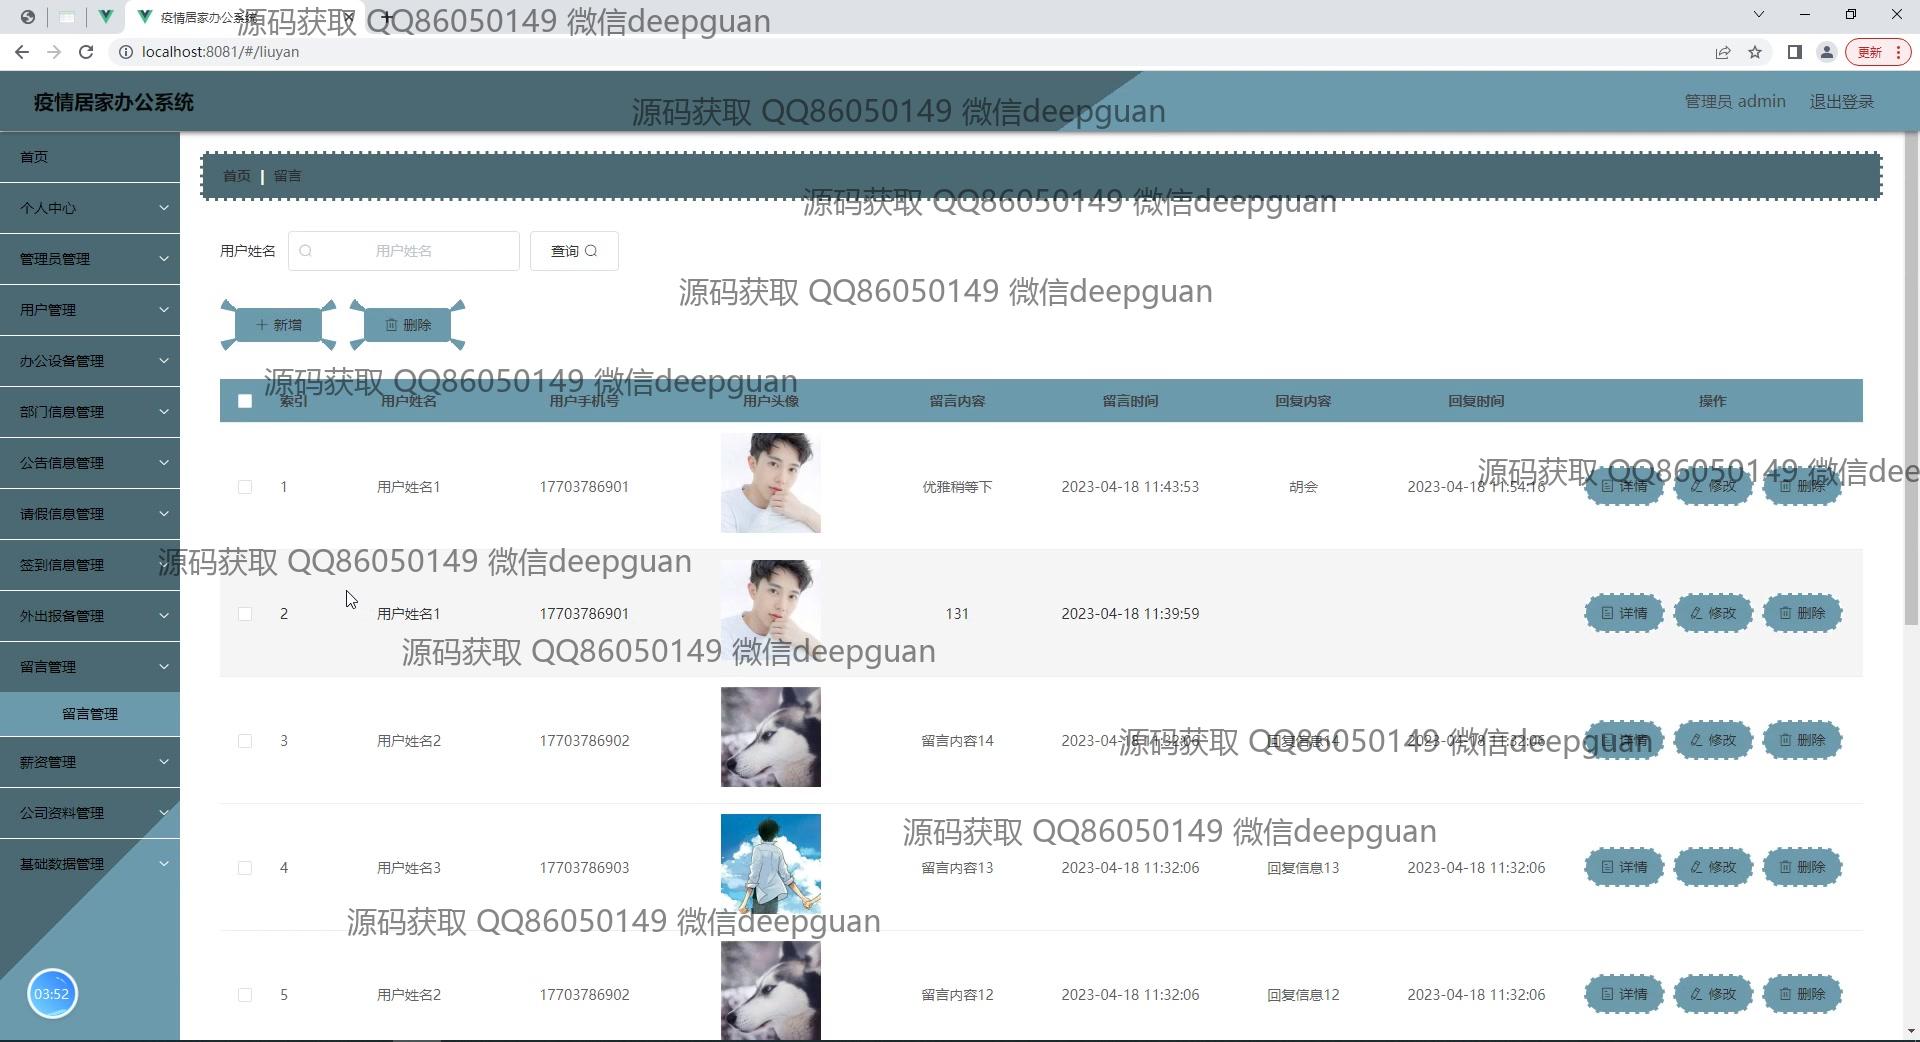 疫情居家办公系统
源码获取 QQ86050149 微信deepguan
localhost:8081/#/liuyan
更新
疫情居家办公系统
源码获取 QQ86050149 微信deepguan
管理员 admin
退出登录
首页
个人中心
管理员管理
用户管理
办公设备管理
部门信息管理
公告信息管理
请假信息管理
签到信息管理
外出报备管理
留言管理
留言管理
薪资管理
公司资料管理
基础数据管理
03:52
首页 | 留言
源码获取 QQ86050149 微信deepguan
用户姓名 用户姓名 查询
源码获取 QQ86050149 微信deepguan
新增 删除
源码获取 QQ86050149 微信deepguan
索引 用户姓名 用户手机号 用户头像 留言内容 留言时间 回复内容 回复时间 操作
源码获取 QQ86050149 微信dee
1 用户姓名1 17703786901 优雅稍等下 2023-04-18 11:43:53 胡会 2023-04-18 11:54:16 详情 修改 删除
源码获取 QQ86050149 微信deepguan
2 用户姓名1 17703786901 131 2023-04-18 11:39:59 详情 修改 删除
源码获取 QQ86050149 微信deepguan
3 用户姓名2 17703786902 留言内容14 2023-04-18 11:32:06 回复信息14 2023-04-18 11:32:06 详情 修改 删除
源码获取 QQ86050149 微信deepguan
源码获取 QQ86050149 微信deepguan
4 用户姓名3 17703786903 留言内容13 2023-04-18 11:32:06 回复信息13 2023-04-18 11:32:06 详情 修改 删除
源码获取 QQ86050149 微信deepguan
5 用户姓名2 17703786902 留言内容12 2023-04-18 11:32:06 回复信息12 2023-04-18 11:32:06 详情 修改 删除